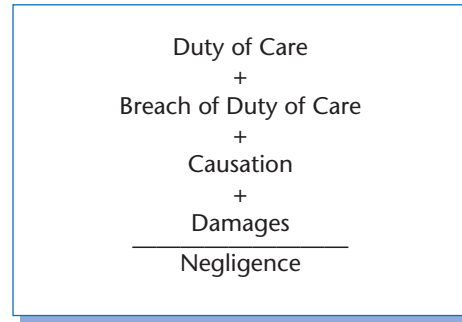 Duty of Care
+
Breach of Duty of Care
+
Causation
+
Damages
Negligence